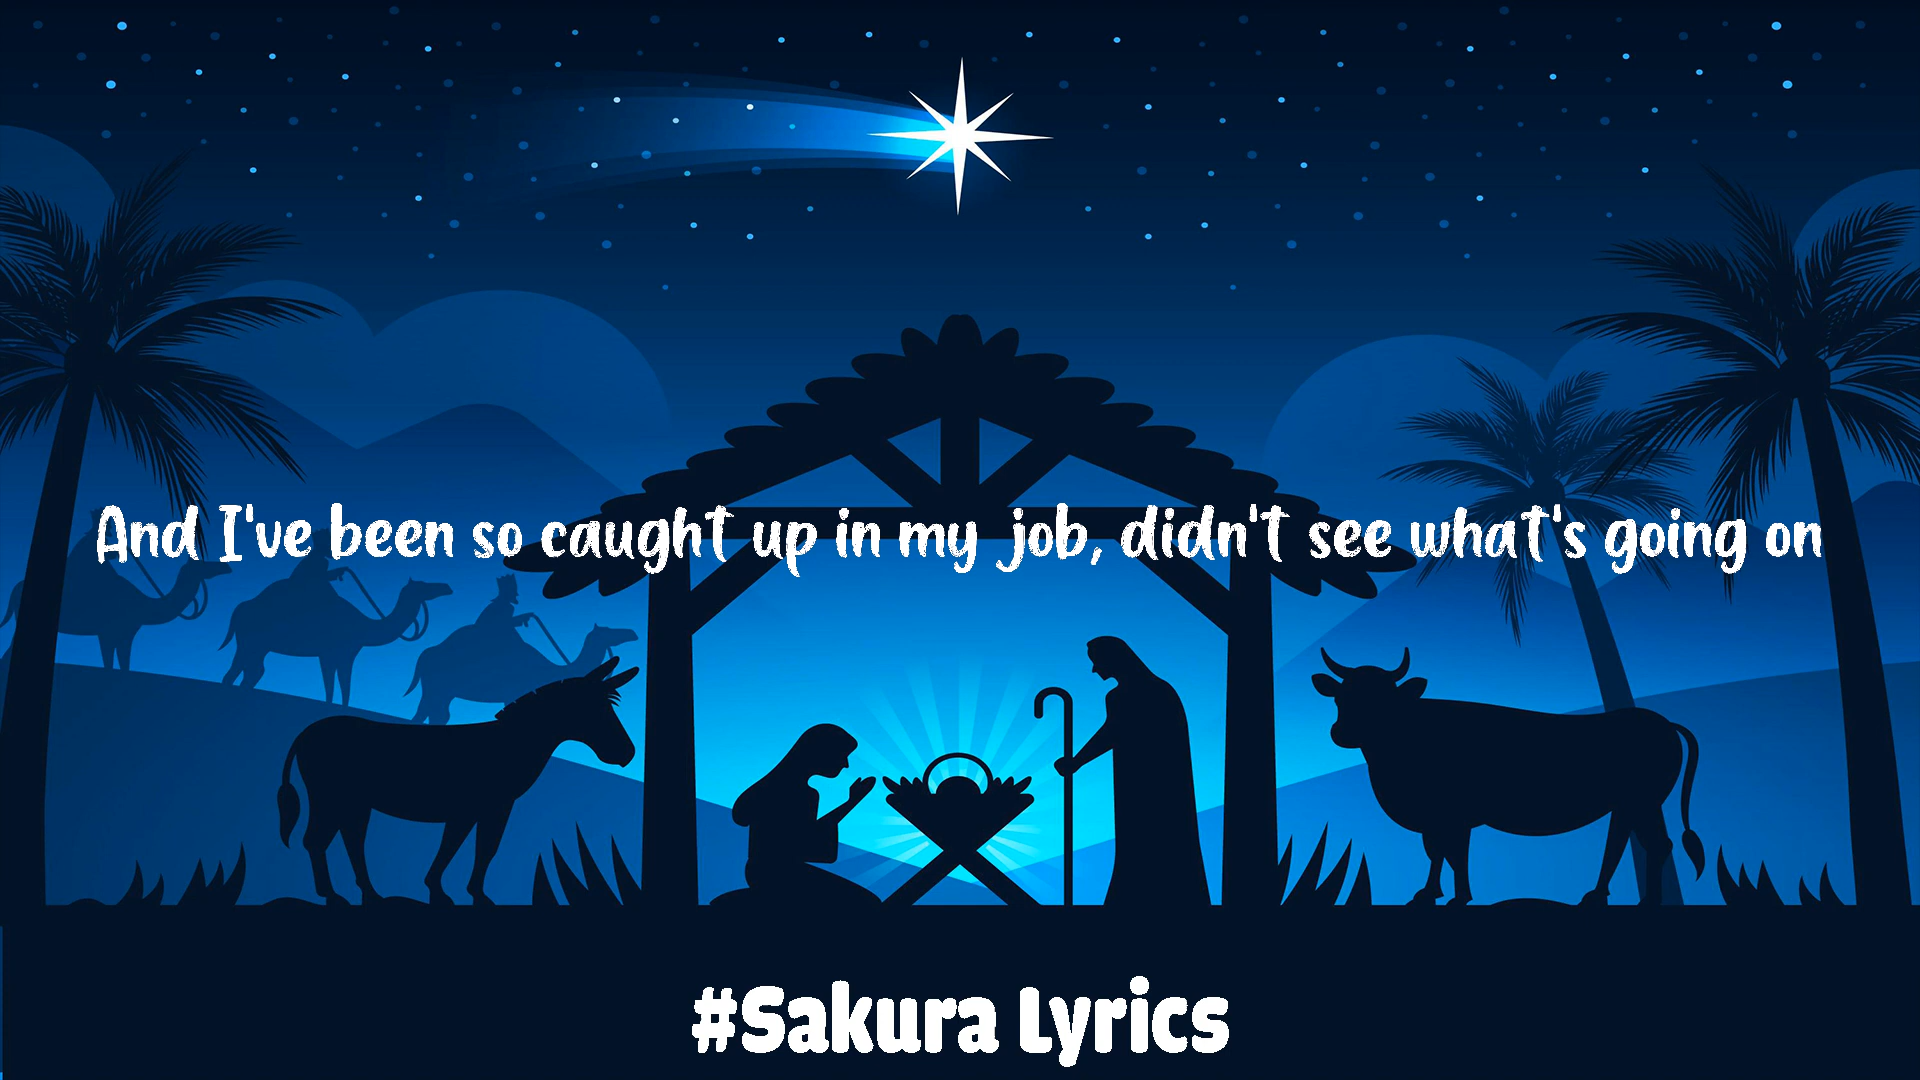 And I've been so caught up in my job, didn't see what's going on
#Sakura Lyrics